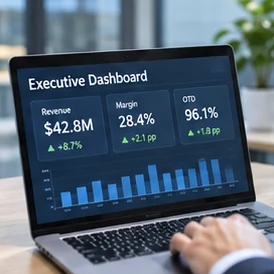 Executive Dashboard
Revenue
$42.8M
▲ +8.7%
Margin
28.4%
▲ +2.1 pp
OTD
96.1%
▲ +1.8 pp